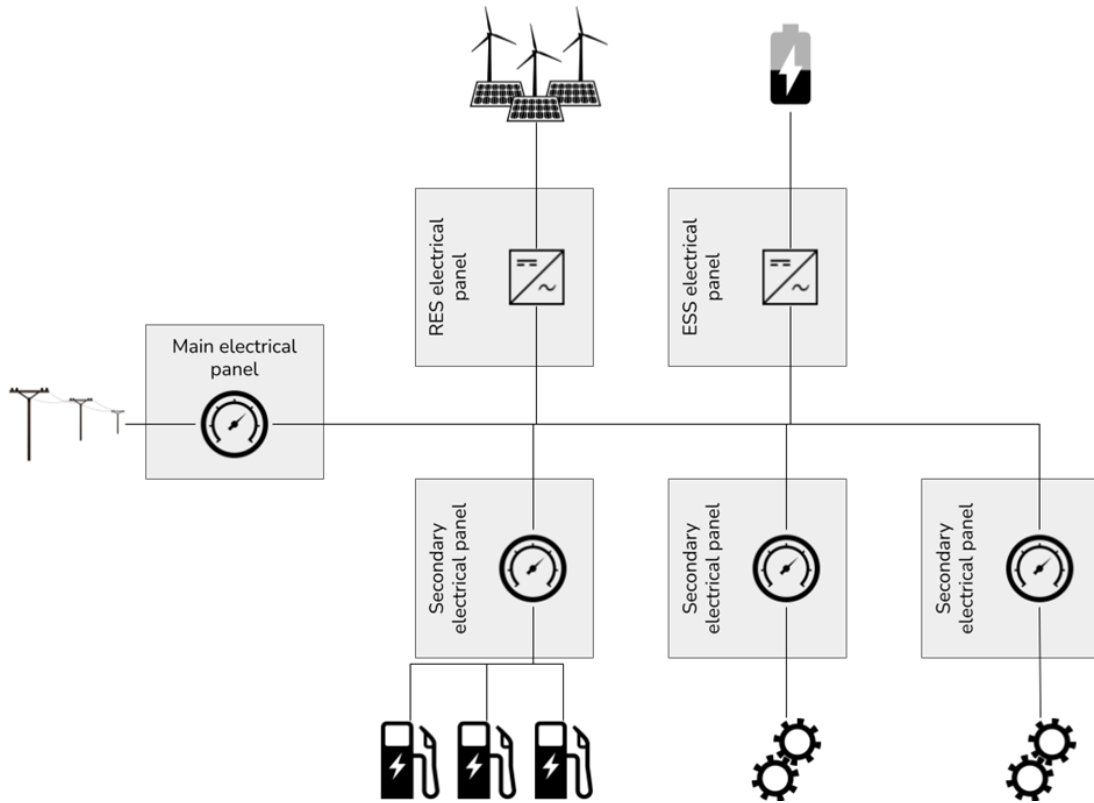 RES electrical
panel
ESS electrical
panel
Main electrical
panel
Secondary
electrical panel
Secondary
electrical panel
Secondary
electrical panel